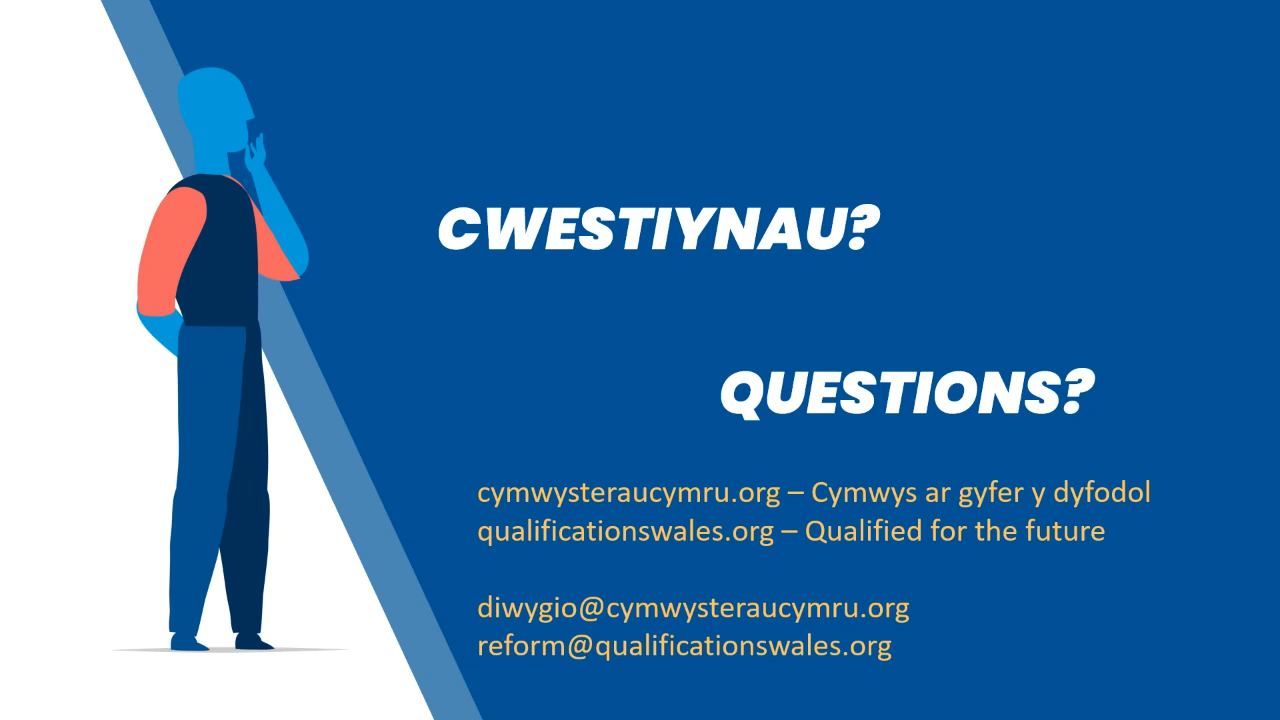 CWESTIYNAU?
QUESTIONS?
cymwysteraucymru.org – Cymwys ar gyfer y dyfodol
qualificationswales.org – Qualified for the future
diwygio@cymwysteraucymru.org
reform@qualificationswales.org